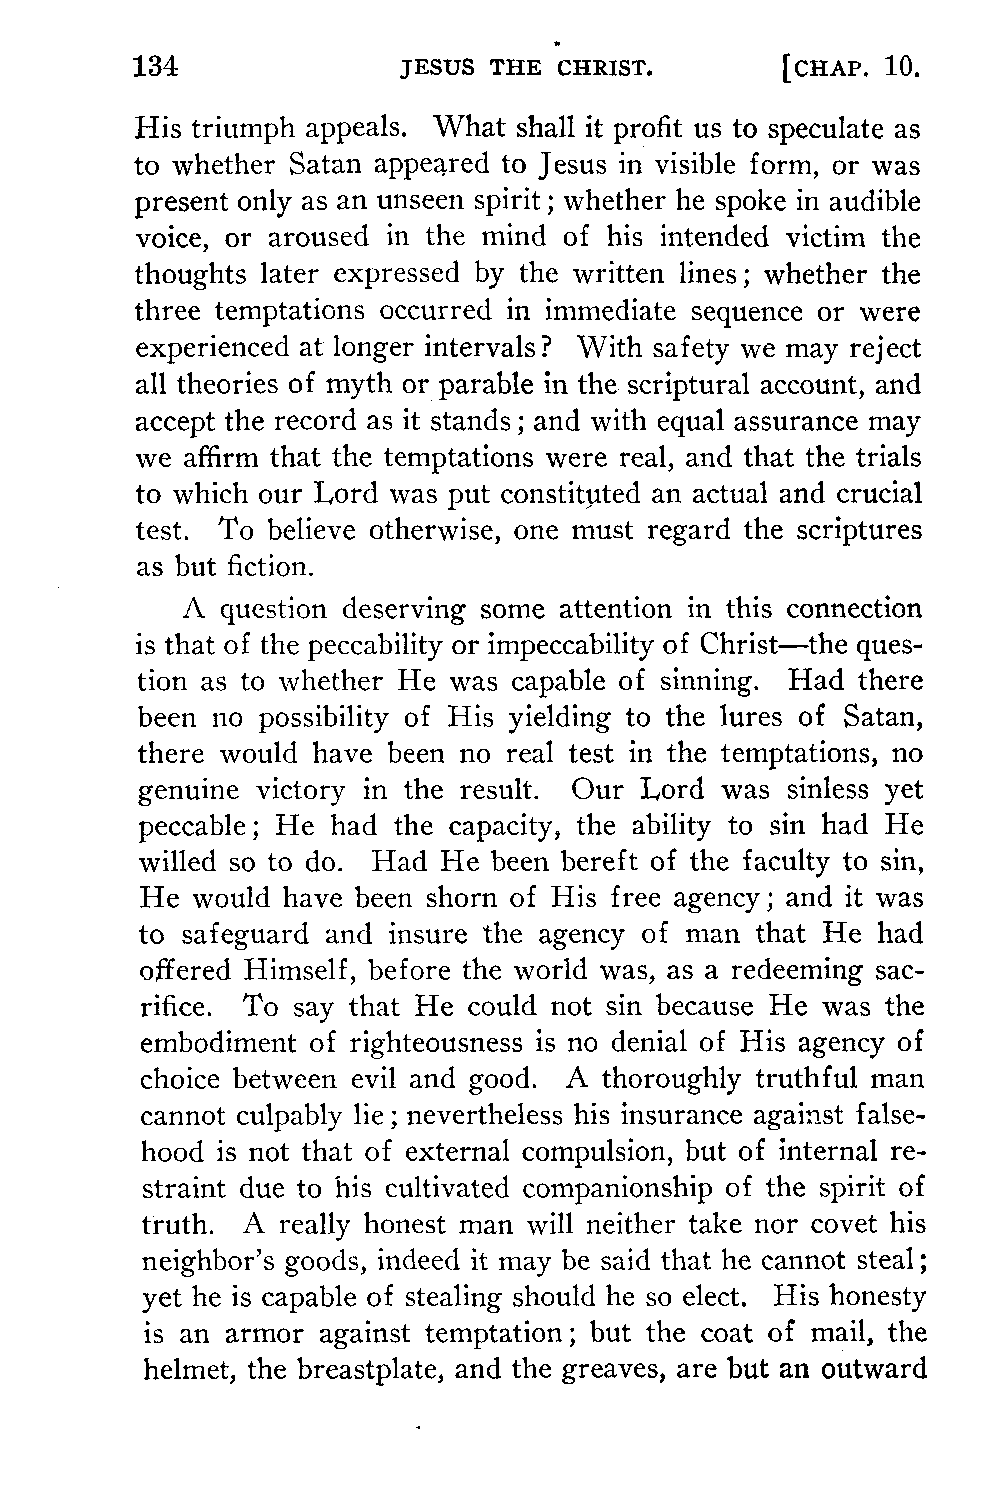 134 JESUS THE CHRIST. [CHAP. 10.
His triumph appeals. What shall it profit us to speculate as
to whether Satan appeared to Jesus in visible form, or was
present only as an unseen spirit; whether he spoke in audible
voice, or aroused in the mind of his intended victim the
thoughts later expressed by the written lines; whether the
three temptations occurred in immediate sequence or were
experienced at longer intervals? With safety we may reject
all theories of myth or parable in the scriptural account, and
accept the record as it stands; and with equal assurance may
we affirm that the temptations were real, and that the trials
to which our Lord was put constituted an actual and crucial
test. To believe otherwise, one must regard the scriptures
as but fiction.
A question deserving some attention in this connection
is that of the peccability or impeccability of Christ—the ques-
tion as to whether He was capable of sinning. Had there
been no possibility of His yielding to the lures of Satan,
there would have been no real test in the temptations, no
genuine victory in the result. Our Lord was sinless yet
peccable; He had the capacity, the ability to sin had He
willed so to do. Had He been bereft of the faculty to sin,
He would have been shorn of His free agency; and it was
to safeguard and insure the agency of man that He had
offered Himself, before the world was, as a redeeming sac-
rifice. To say that He could not sin because He was the
embodiment of righteousness is no denial of His agency of
choice between evil and good. A thoroughly truthful man
cannot culpably lie; nevertheless his insurance against false-
hood is not that of external compulsion, but of internal re-
straint due to his cultivated companionship of the spirit of
truth. A really honest man will neither take nor covet his
neighbor's goods, indeed it may be said that he cannot steal;
yet he is capable of stealing should he so elect. His honesty
is an armor against temptation; but the coat of mail, the
helmet, the breastplate, and the greaves, are but an outward